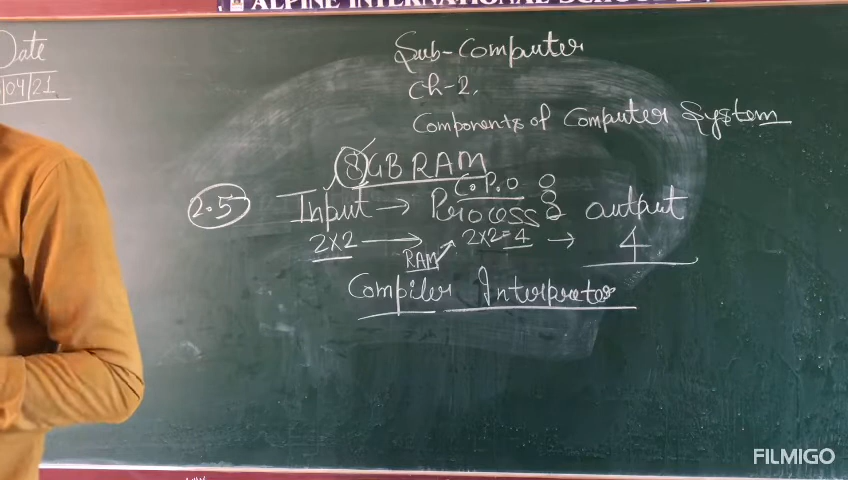 ALPINE INTERNATIONAL SCHOOL
Date
/04/21
Sub-Computer
Ch-2,
Components of Computer System
8GB RAM
C.P.O
2.5 Input → Process & output
2x2 → 2x2=4 → 4
RAM
Compiler Interpreter
FILMIGO